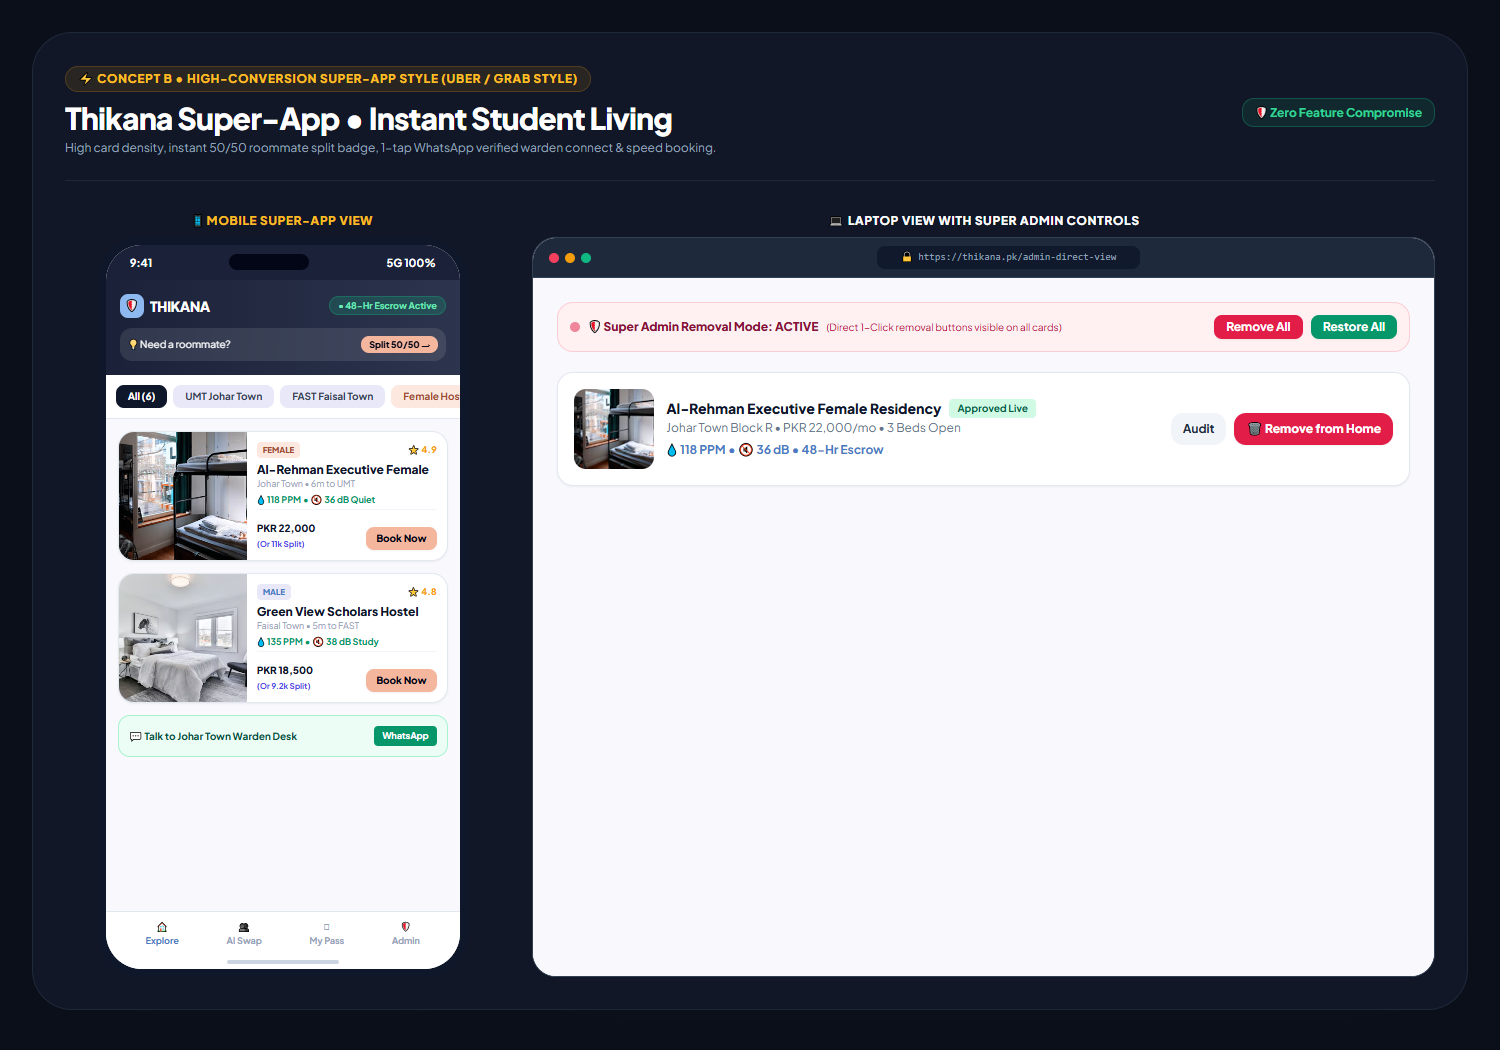 ⚡ CONCEPT B ● HIGH-CONVERSION SUPER-APP STYLE (UBER / GRAB STYLE)
Thikana Super-App ● Instant Student Living
High card density, instant 50/50 roommate split badge, 1-tap WhatsApp verified warden connect & speed booking.
Zero Feature Compromise
MOBILE SUPER-APP VIEW
9:41
5G 100%
THIKANA
● 48-Hr Escrow Active
Need a roommate?
Split 50/50 →
All (6)
UMT Johar Town
FAST Faisal Town
Female Hos
FEMALE
4.9
Al-Rehman Executive Female
Johar Town • 6m to UMT
118 PPM • 36 dB Quiet
PKR 22,000
(Or 11k Split)
Book Now
MALE
4.8
Green View Scholars Hostel
Faisal Town • 5m to FAST
135 PPM • 38 dB Study
PKR 18,500
(Or 9.2k Split)
Book Now
Talk to Johar Town Warden Desk
WhatsApp
Explore
AI Swap
My Pass
Admin
LAPTOP VIEW WITH SUPER ADMIN CONTROLS
https://thikana.pk/admin-direct-view
Super Admin Removal Mode: ACTIVE (Direct 1-Click removal buttons visible on all cards)
Remove All
Restore All
Al-Rehman Executive Female Residency
Approved Live
Johar Town Block R • PKR 22,000/mo • 3 Beds Open
118 PPM • 36 dB • 48-Hr Escrow
Audit
Remove from Home